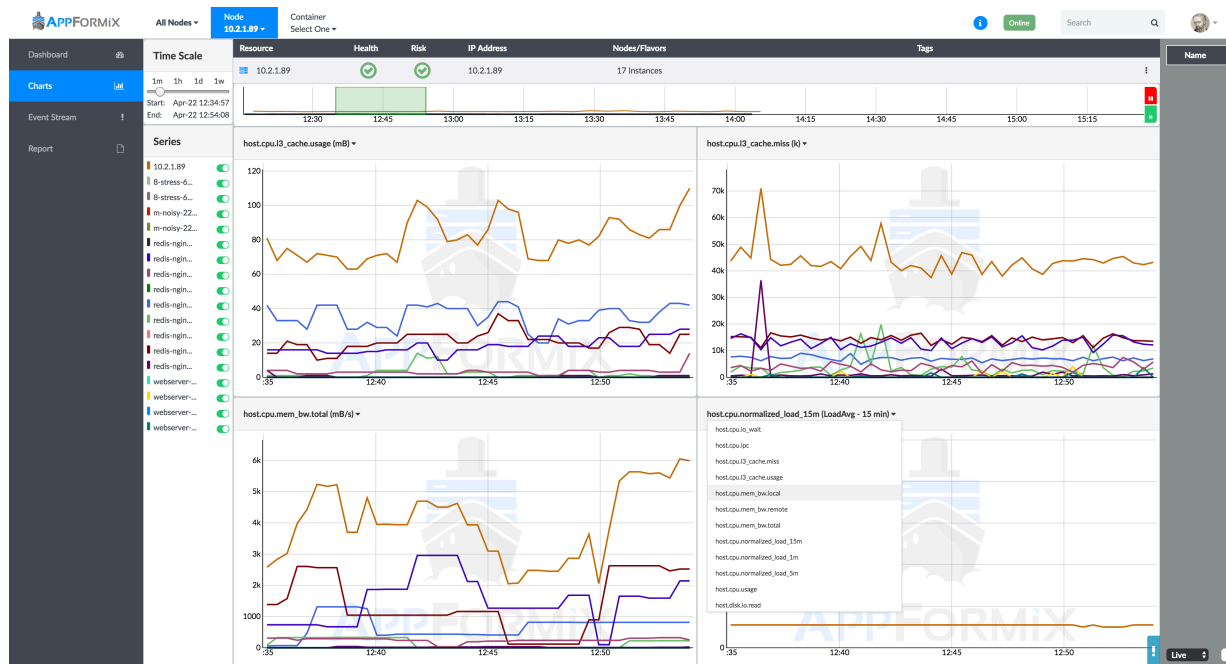 APPFORMIX
All Nodes
Node
10.2.1.89
Container
Select One
i
Online
Search
Dashboard
Charts
Event Stream
Report
Time Scale
1m 1h 1d 1w
Start: Apr-22 12:34:57
End: Apr-22 12:54:08
Series
10.2.1.89
8-stress-6...
8-stress-6...
m-noisy-22...
m-noisy-22...
redis-ngin...
redis-ngin...
redis-ngin...
redis-ngin...
redis-ngin...
redis-ngin...
redis-ngin...
redis-ngin...
redis-ngin...
webserver-...
webserver-...
webserver-...
webserver-...
Resource Health Risk IP Address Nodes/Flavors Tags
10.2.1.89 10.2.1.89 17 Instances
12:30 12:45 13:00 13:15 13:30 13:45 14:00 14:15 14:30 14:45 15:00 15:15
Name
host.cpu.l3_cache.usage (mB)
120
100
80
60
40
20
0
:35 12:40 12:45 12:50
APPFORMIX
host.cpu.l3_cache.miss (k)
70k
60k
50k
40k
30k
20k
10k
0
:35 12:40 12:45 12:50
APPFORMIX
host.cpu.mem_bw.total (mB/s)
6k
5k
4k
3k
2k
1000
0
:35 12:40 12:45 12:50
APPFORMIX
host.cpu.normalized_load_15m (LoadAvg - 15 min)
host.cpu.io_wait
host.cpu.ipc
host.cpu.l3_cache.miss
host.cpu.l3_cache.usage
host.cpu.mem_bw.local
host.cpu.mem_bw.remote
host.cpu.mem_bw.total
host.cpu.normalized_load_15m
host.cpu.normalized_load_1m
host.cpu.normalized_load_5m
host.cpu.usage
host.disk.io.read
0
:35 12:40 12:45 12:50
APPFORMIX
Live